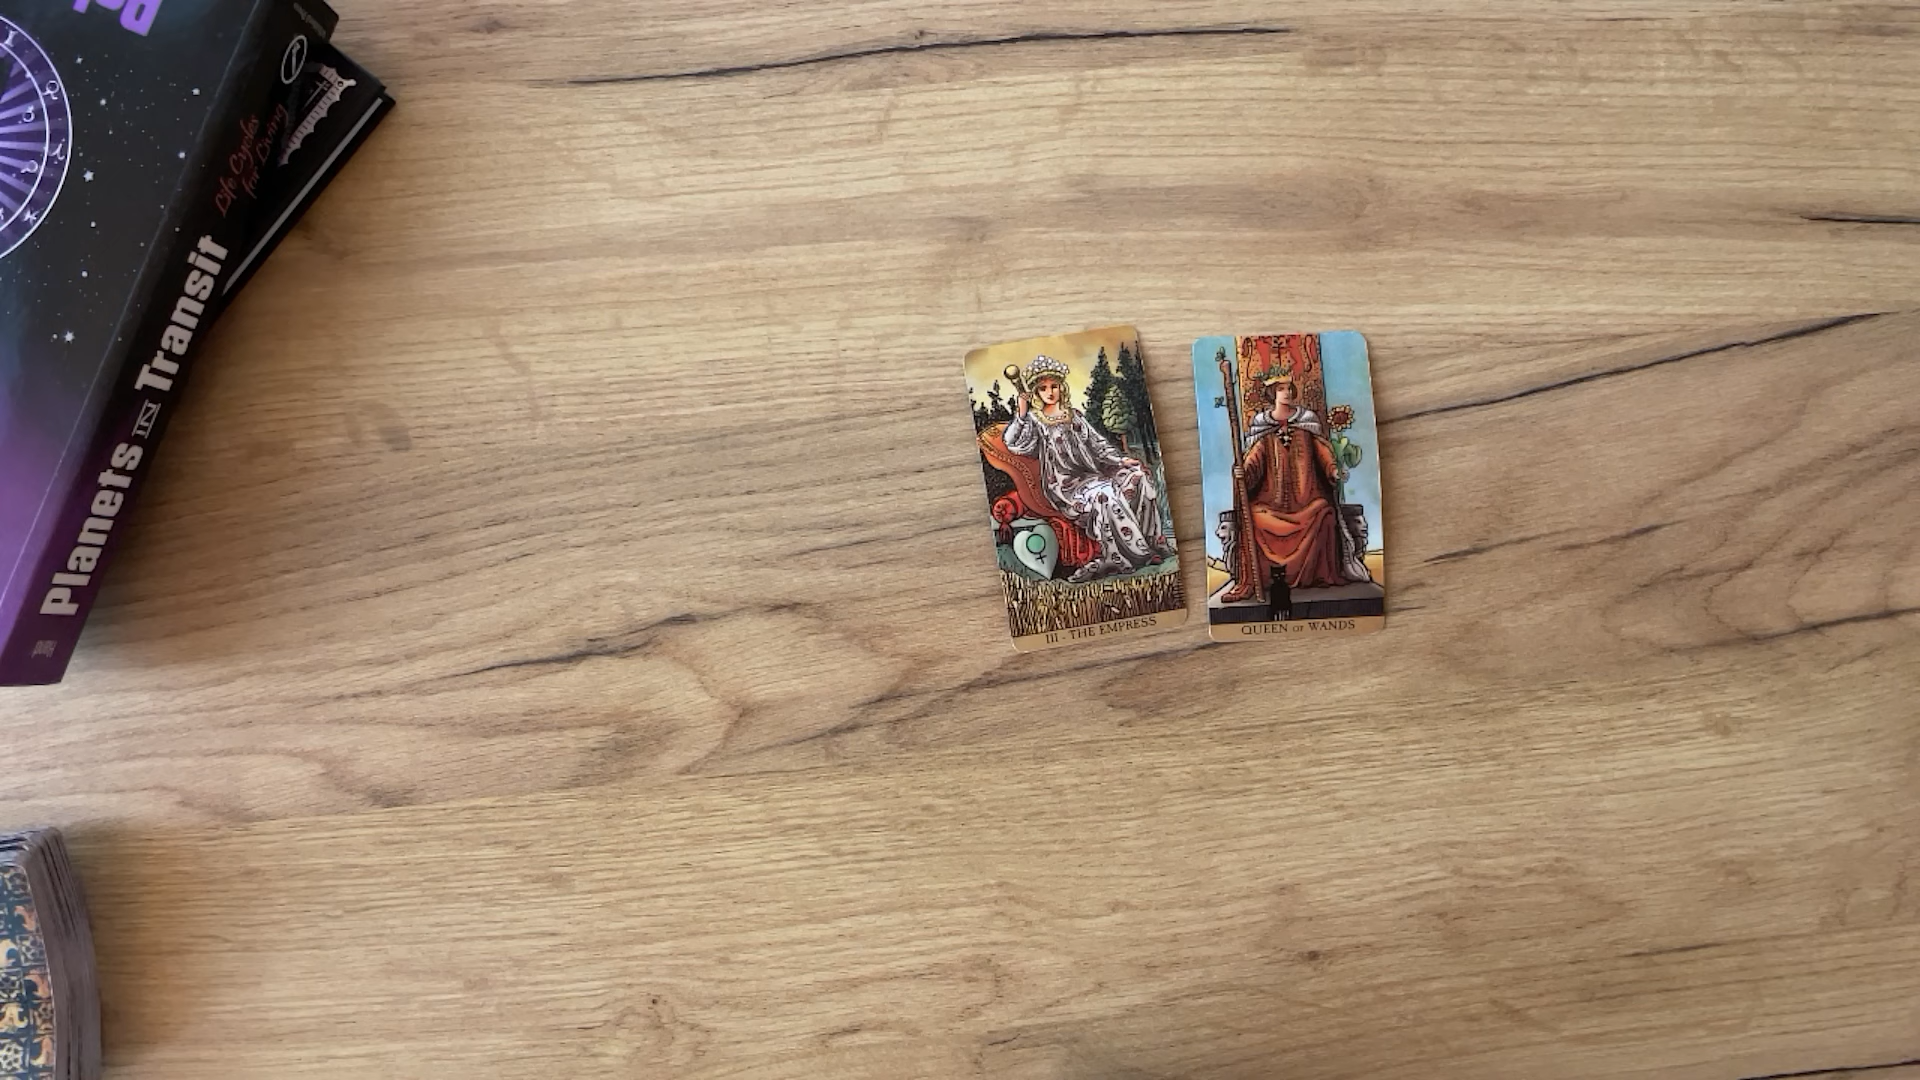 Planets IN Transit
Life Cycles
for Living
III - THE EMPRESS
QUEEN OF WANDS